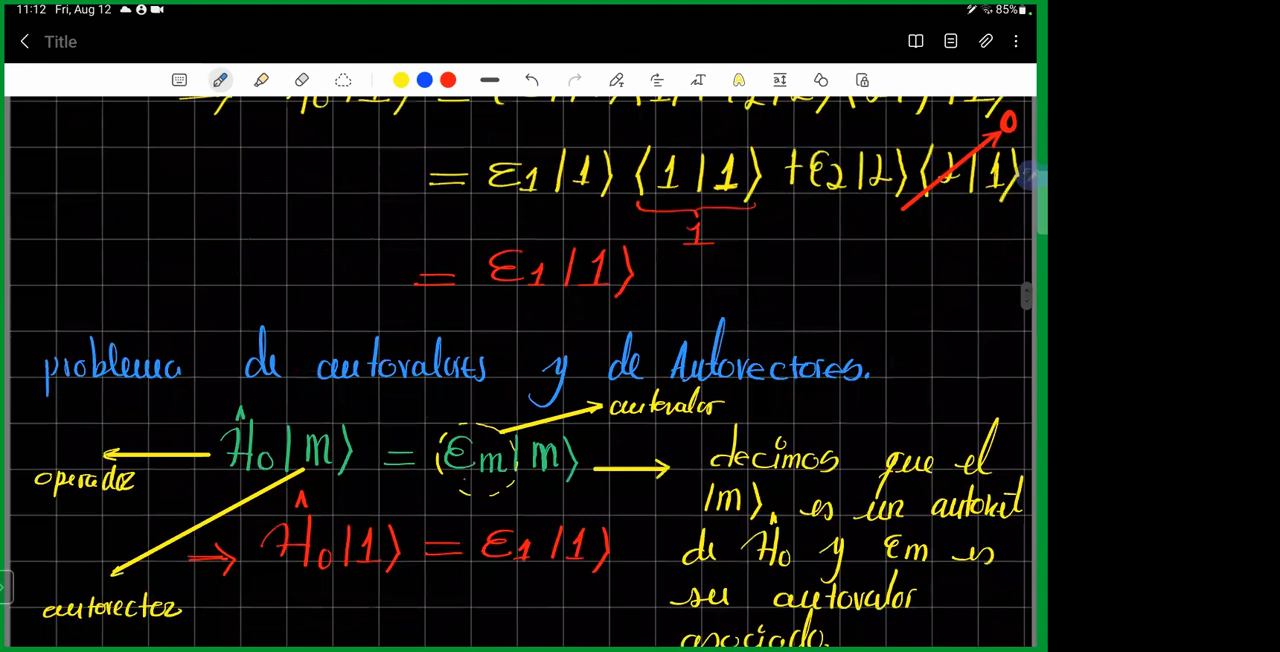 11:12 Fri, Aug 12 85%
Title
= ε1|1⟩⟨1|1⟩ + ε2|2⟩⟨2|1⟩ 0
1
= ε1|1⟩
problema de autovalores y de Autovectores.
autovalor
Ĥ0|m⟩ = (εm|m⟩
operador
decimos que el
|m⟩. es un autoket
⇒ Ĥ0|1⟩ = ε1|1⟩
de Ĥ0 y εm es
autovector
su autovalor
asociado.